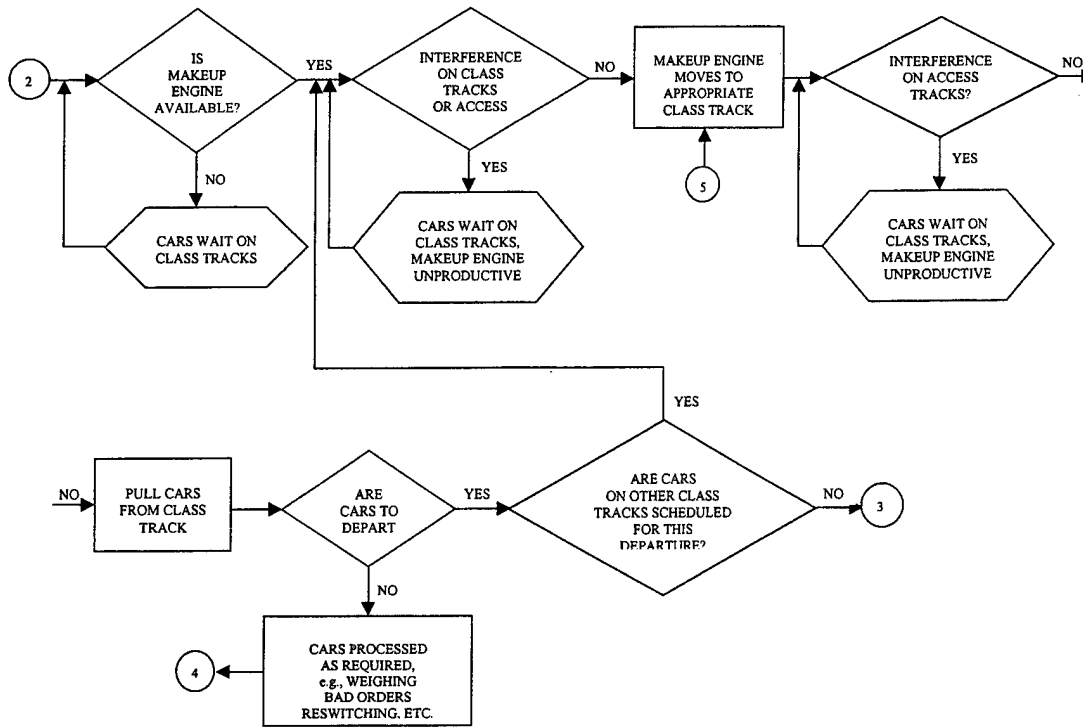 2
IS
MAKEUP
ENGINE
AVAILABLE?
YES
NO
CARS WAIT ON
CLASS TRACKS
INTERFERENCE
ON CLASS
TRACKS
OR ACCESS
NO
YES
CARS WAIT ON
CLASS TRACKS,
MAKEUP ENGINE
UNPRODUCTIVE
MAKEUP ENGINE
MOVES TO
APPROPRIATE
CLASS TRACK
5
INTERFERENCE
ON ACCESS
TRACKS?
NO
YES
CARS WAIT ON
CLASS TRACKS,
MAKEUP ENGINE
UNPRODUCTIVE
NO
PULL CARS
FROM CLASS
TRACK
ARE
CARS TO
DEPART
YES
NO
ARE CARS
ON OTHER CLASS
TRACKS SCHEDULED
FOR THIS
DEPARTURE?
YES
NO
3
CARS PROCESSED
AS REQUIRED,
e.g., WEIGHING
BAD ORDERS
RESWITCHING, ETC.
4